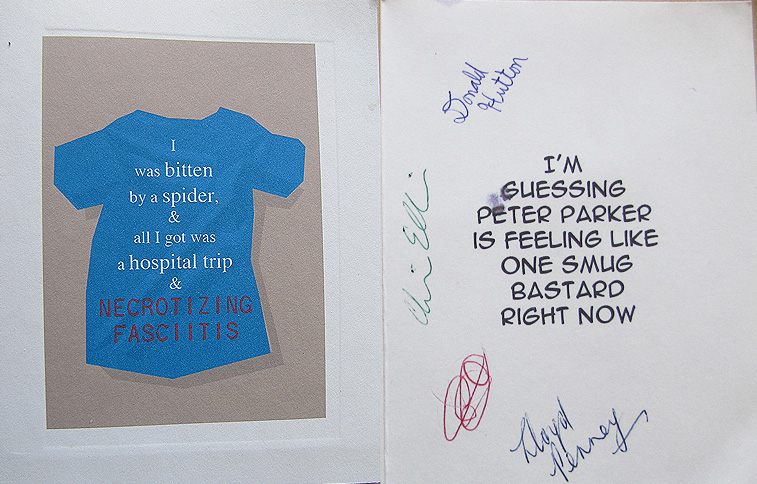 I
was bitten
by a spider,
&
all I got was
a hospital trip
&
NECROTIZING
FASCIITIS
Donald
Hutton
I'M
GUESSING
PETER PARKER
IS FEELING LIKE
ONE SMUG
BASTARD
RIGHT NOW
Lloyd
Penney